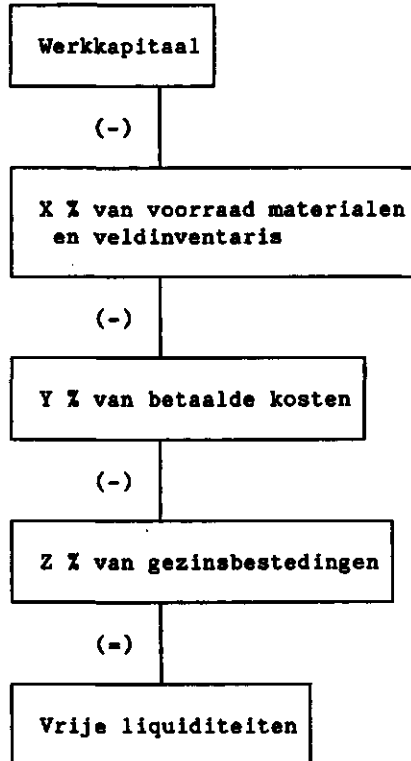 Werkkapitaal
(-)
X % van voorraad materialen
en veldinventaris
(-)
Y % van betaalde kosten
(-)
Z % van gezinsbestedingen
(=)
Vrije liquiditeiten